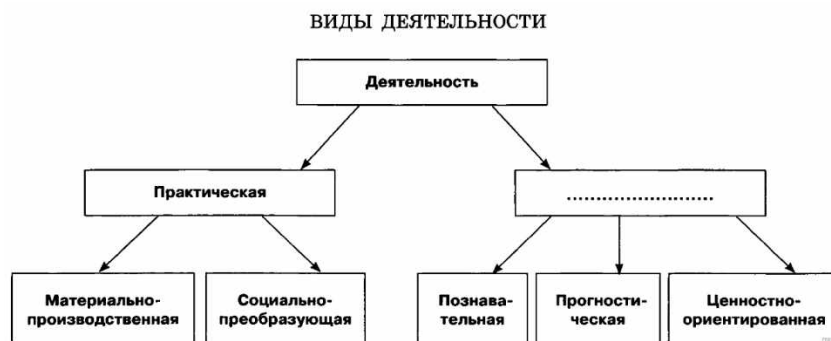 ВИДЫ ДЕЯТЕЛЬНОСТИ
Деятельность
Практическая
........................
Материально-
производственная
Социально-
преобразующая
Познава-
тельная
Прогности-
ческая
Ценностно-
ориентированная